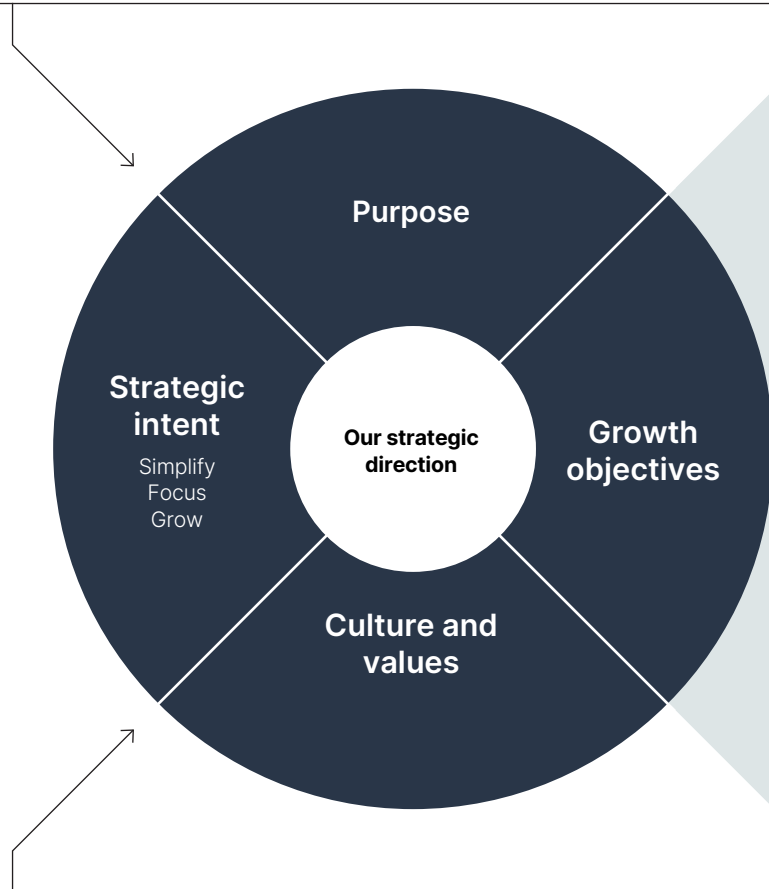 Purpose
Strategic
intent
Simplify
Focus
Grow
Our strategic
direction
Growth
objectives
Culture and
values